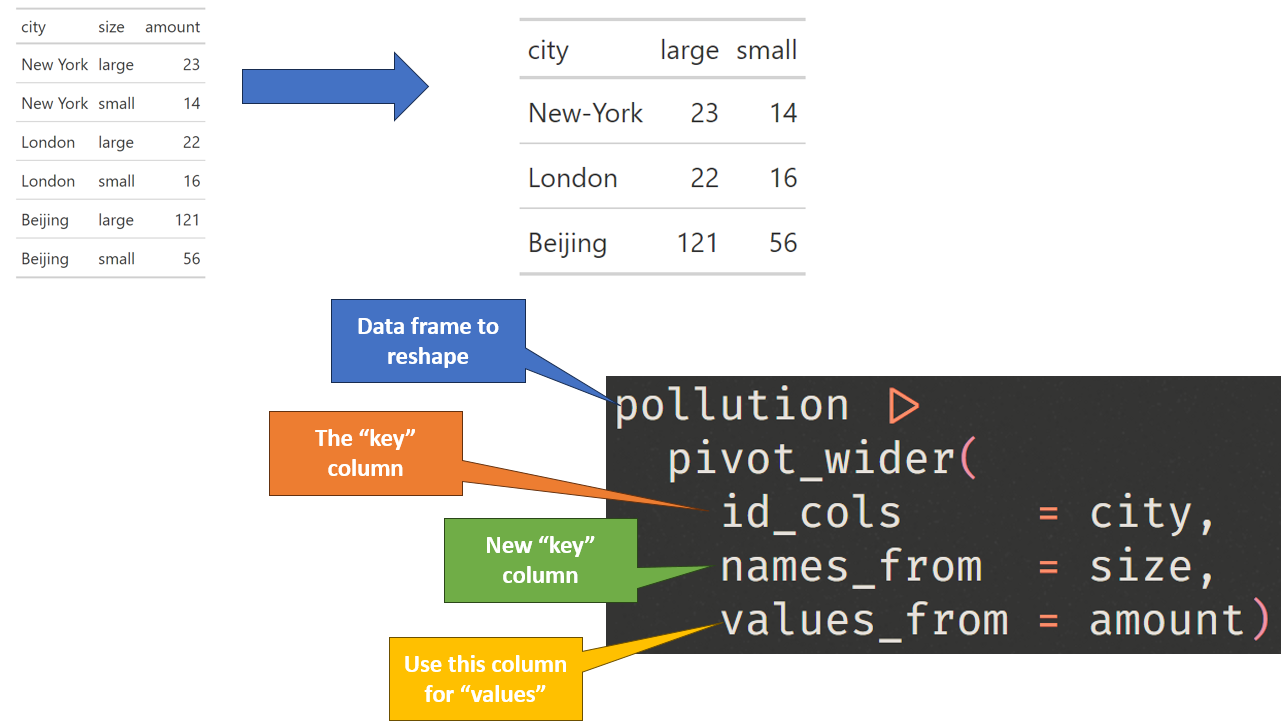 city size amount
New York large 23
New York small 14
London large 22
London small 16
Beijing large 121
Beijing small 56
city large small
New-York 23 14
London 22 16
Beijing 121 56
Data frame to
reshape
The “key”
column
New “key”
column
Use this column
for “values”
pollution |>
pivot_wider(
id_cols = city,
names_from = size,
values_from = amount)